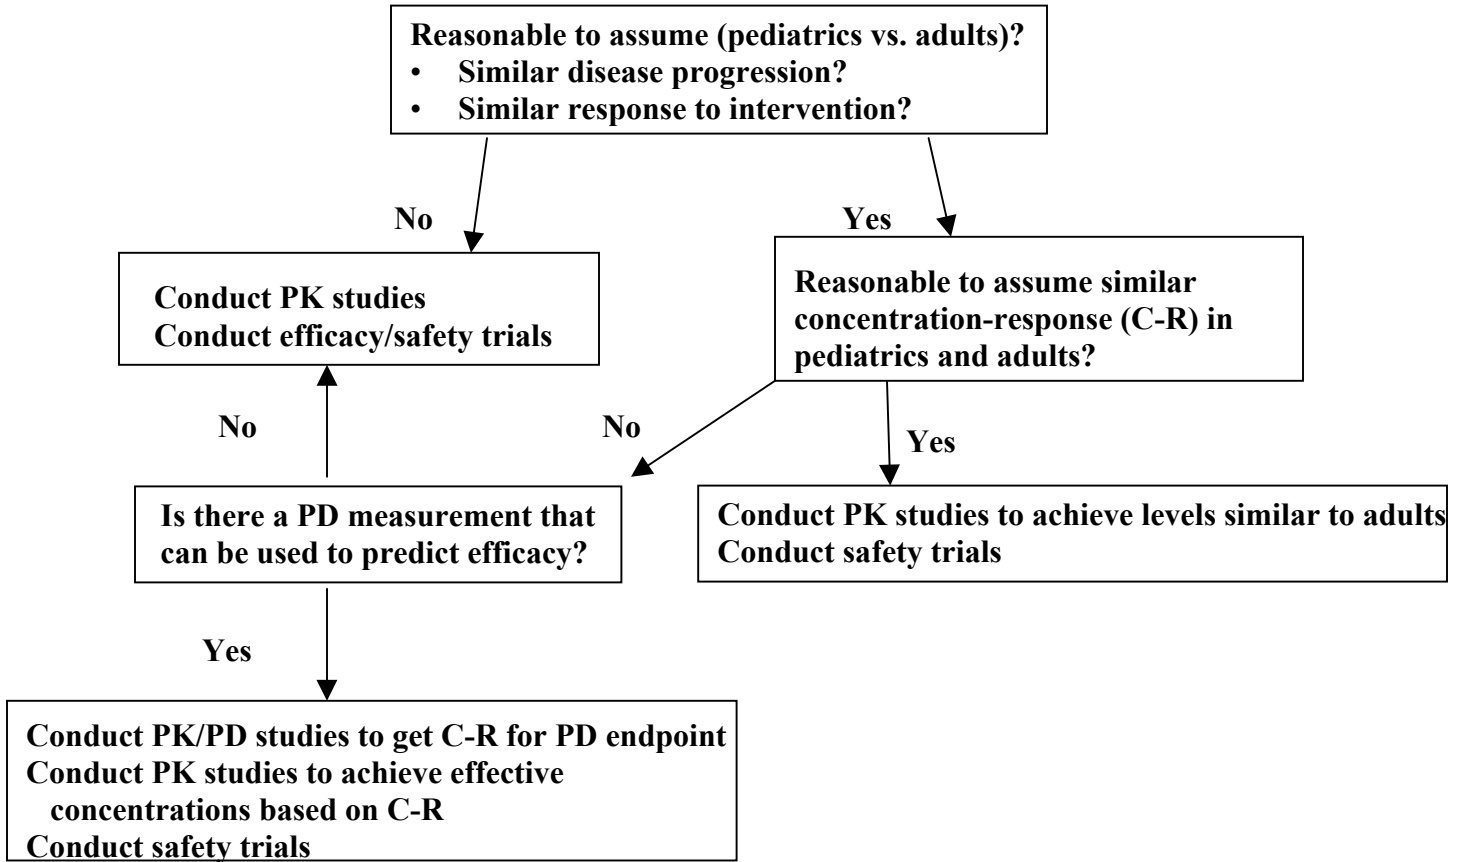 Reasonable to assume (pediatrics vs. adults)?
• Similar disease progression?
• Similar response to intervention?
No
Yes
Conduct PK studies
Conduct efficacy/safety trials
Reasonable to assume similar
concentration-response (C-R) in
pediatrics and adults?
No
No
Yes
Is there a PD measurement that
can be used to predict efficacy?
Conduct PK studies to achieve levels similar to adults
Conduct safety trials
Yes
Conduct PK/PD studies to get C-R for PD endpoint
Conduct PK studies to achieve effective
concentrations based on C-R
Conduct safety trials